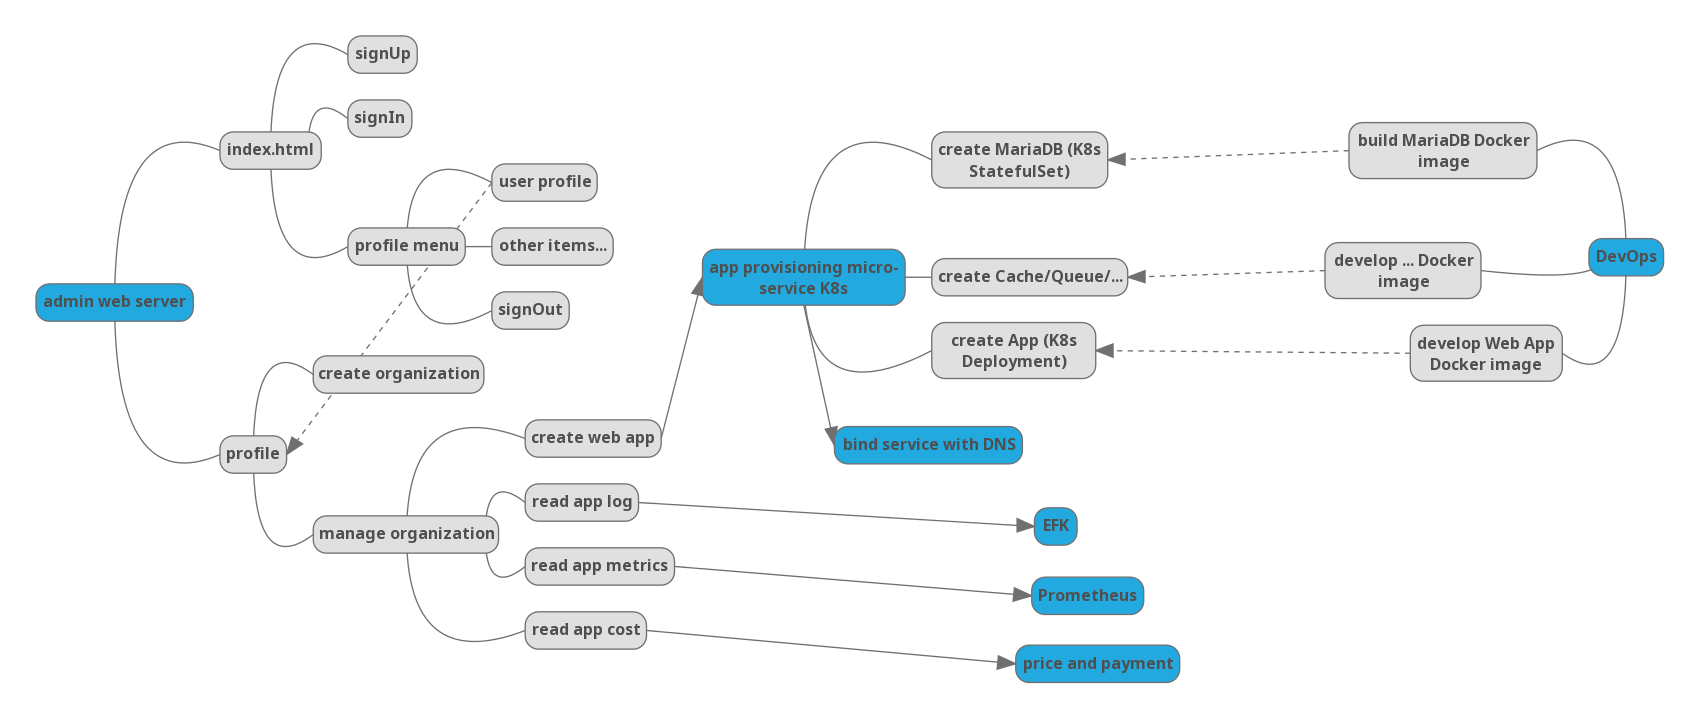 signUp
signIn
index.html
user profile
profile menu
other items...
signOut
admin web server
create organization
profile
create web app
read app log
manage organization
read app metrics
read app cost
create MariaDB (K8s
StatefulSet)
app provisioning micro-
service K8s
create Cache/Queue/...
create App (K8s
Deployment)
bind service with DNS
EFK
Prometheus
price and payment
build MariaDB Docker
image
develop ... Docker
image
DevOps
develop Web App
Docker image